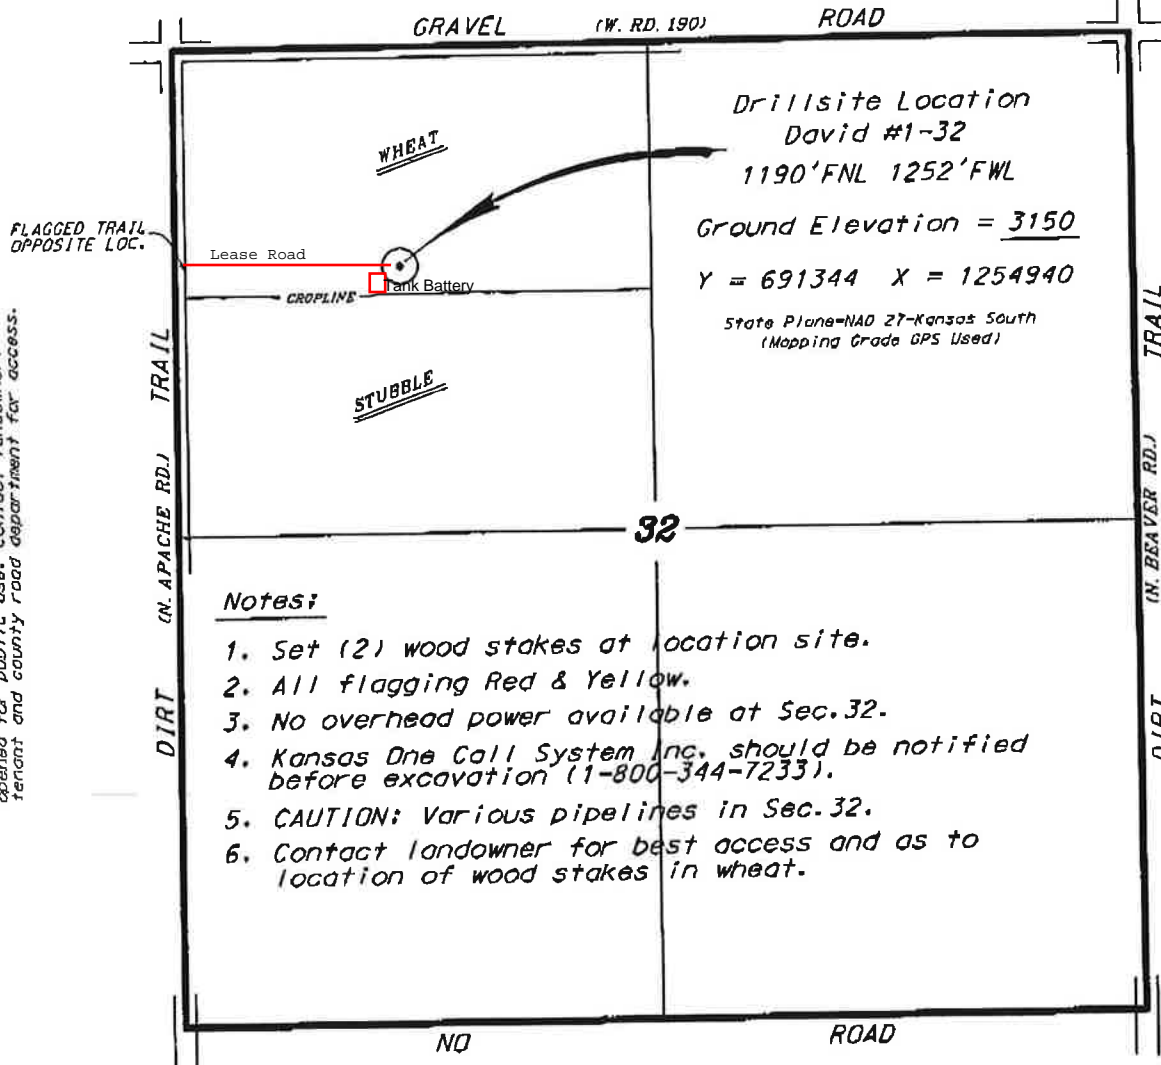 GRAVEL (W. RD. 190) ROAD
Drillsite Location
David #1-32
1190'FNL 1252'FWL
Ground Elevation = 3150
Y = 691344 X = 1254940
State Plane=NAD 27-Kansas South
(Mapping Grade GPS Used)
WHEAT
FLAGGED TRAIL
OPPOSITE LOC.
Lease Road
Tank Battery
CROPLINE
STUBBLE
DIRT (N. APACHE RD.) TRAIL
(N. BEAVER RD.) TRAIL
tenant and county road department for access.
32
Notes:
1. Set (2) wood stakes at location site.
2. All flagging Red & Yellow.
3. No overhead power available at Sec.32.
4. Kansas One Call System Inc. should be notified
before excavation (1-800-344-7233).
5. CAUTION: Various pipelines in Sec.32.
6. Contact landowner for best access and as to
location of wood stakes in wheat.
NO ROAD